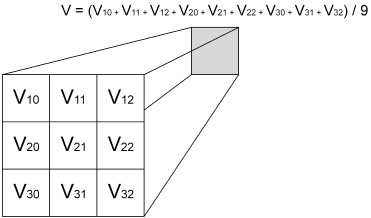 V = (V10 + V11 + V12 + V20 + V21 + V22 + V30 + V31 + V32) / 9
V10 V11 V12
V20 V21 V22
V30 V31 V32